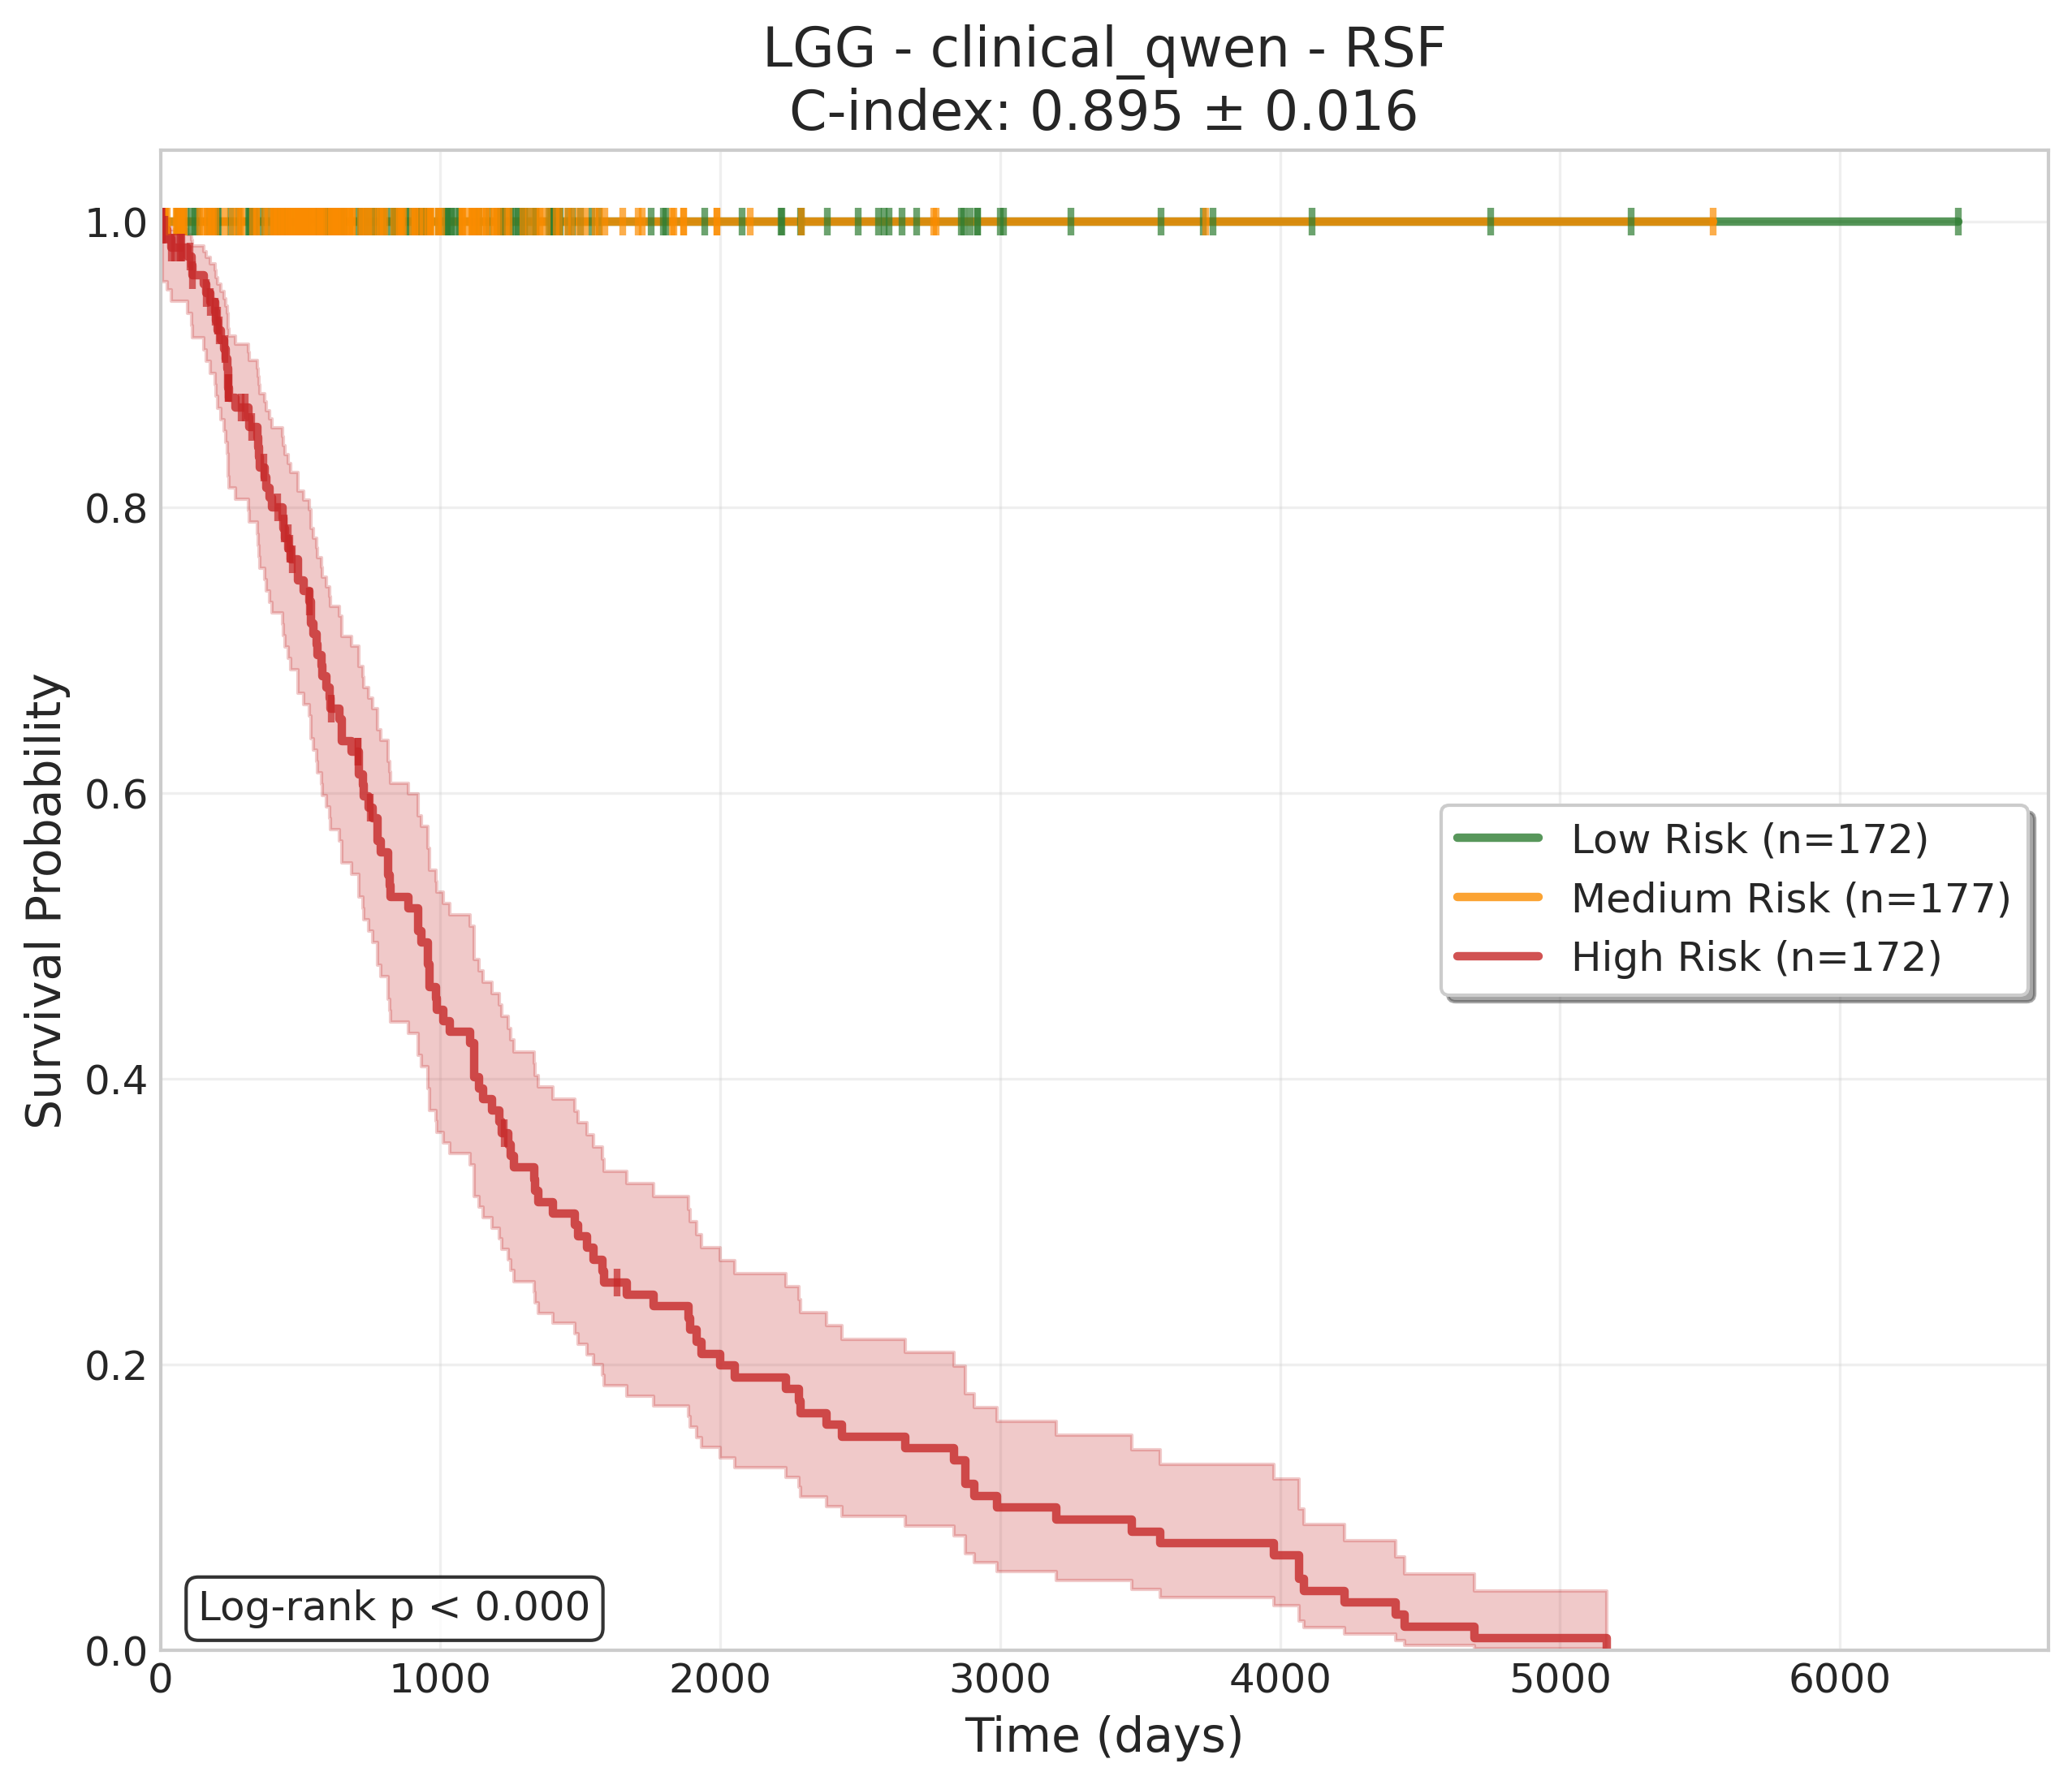 LGG - clinical_qwen - RSF
C-index: 0.895 ± 0.016
Survival Probability
1.0
0.8
0.6
0.4
0.2
0.0
Low Risk (n=172)
Medium Risk (n=177)
High Risk (n=172)
Log-rank p < 0.000
0 1000 2000 3000 4000 5000 6000
Time (days)